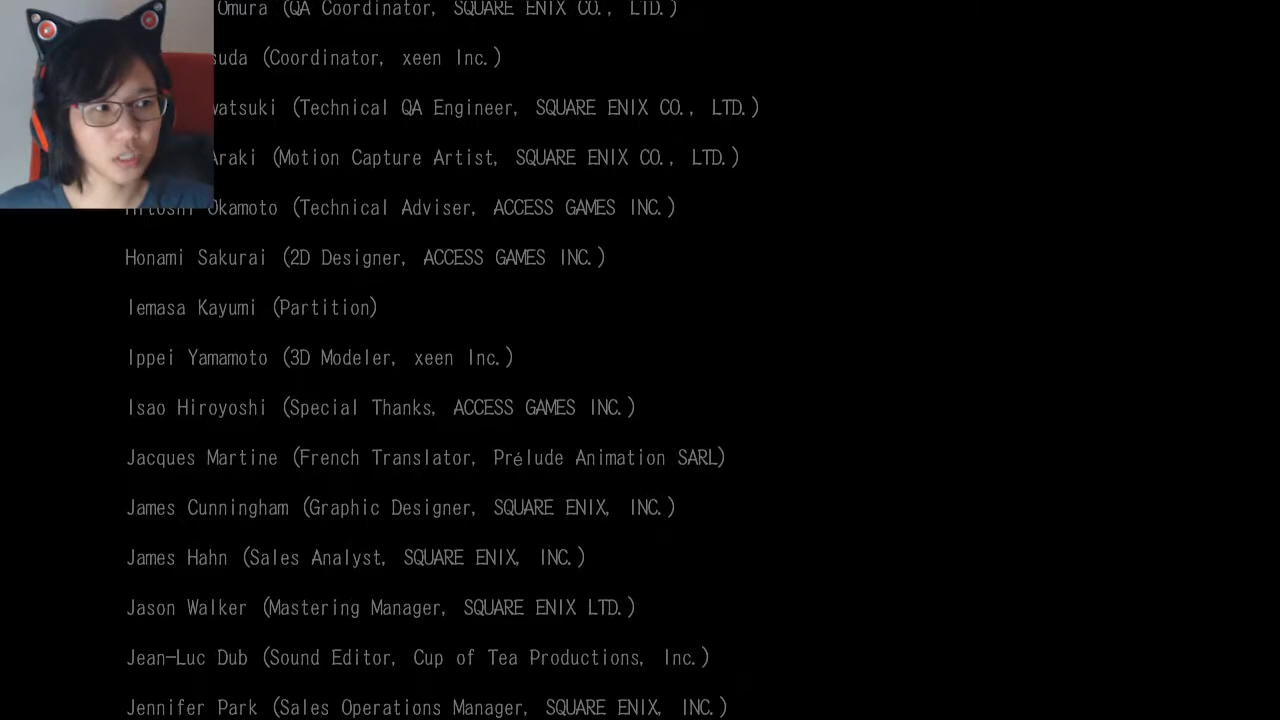 Omura (QA Coordinator, SQUARE ENIX CO., LTD.)
suda (Coordinator, xeen Inc.)
watsuki (Technical QA Engineer, SQUARE ENIX CO., LTD.)
Araki (Motion Capture Artist, SQUARE ENIX CO., LTD.)
Hitoshi Okamoto (Technical Adviser, ACCESS GAMES INC.)
Honami Sakurai (2D Designer, ACCESS GAMES INC.)
Iemasa Kayumi (Partition)
Ippei Yamamoto (3D Modeler, xeen Inc.)
Isao Hiroyoshi (Special Thanks, ACCESS GAMES INC.)
Jacques Martine (French Translator, Prélude Animation SARL)
James Cunningham (Graphic Designer, SQUARE ENIX, INC.)
James Hahn (Sales Analyst, SQUARE ENIX, INC.)
Jason Walker (Mastering Manager, SQUARE ENIX LTD.)
Jean-Luc Dub (Sound Editor, Cup of Tea Productions, Inc.)
Jennifer Park (Sales Operations Manager, SQUARE ENIX, INC.)